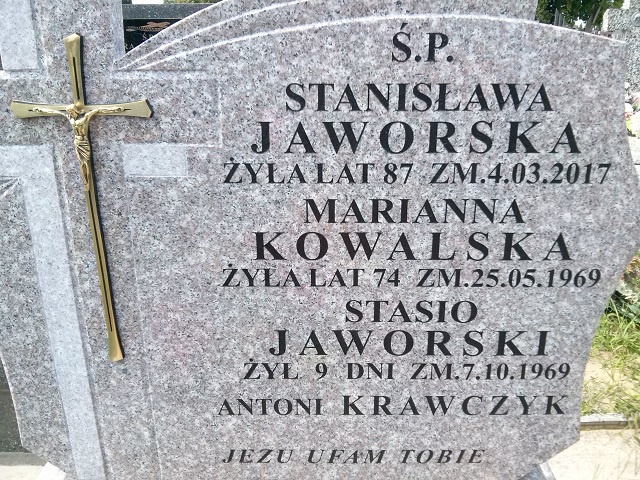 Ś.P.
STANISŁAWA
JAWORSKA
ŻYŁA LAT 87 ZM.4.03.2017
MARIANNA
KOWALSKA
ŻYŁA LAT 74 ZM.25.05.1969
STASIO
JAWORSKI
ŻYŁ 9 DNI ZM.7.10.1969
ANTONI KRAWCZYK
JEZU UFAM TOBIE